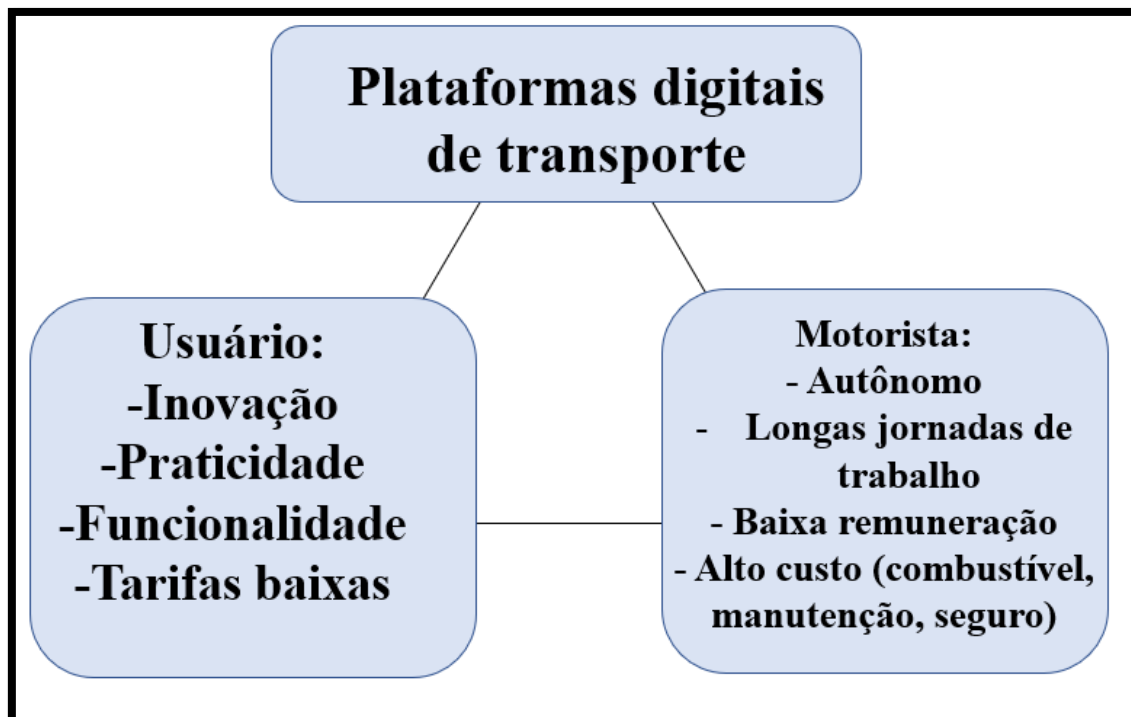 Plataformas digitais
de transporte
Usuário:
-Inovação
-Praticidade
-Funcionalidade
-Tarifas baixas
Motorista:
- Autônomo
- Longas jornadas de
trabalho
- Baixa remuneração
- Alto custo (combustível,
manutenção, seguro)